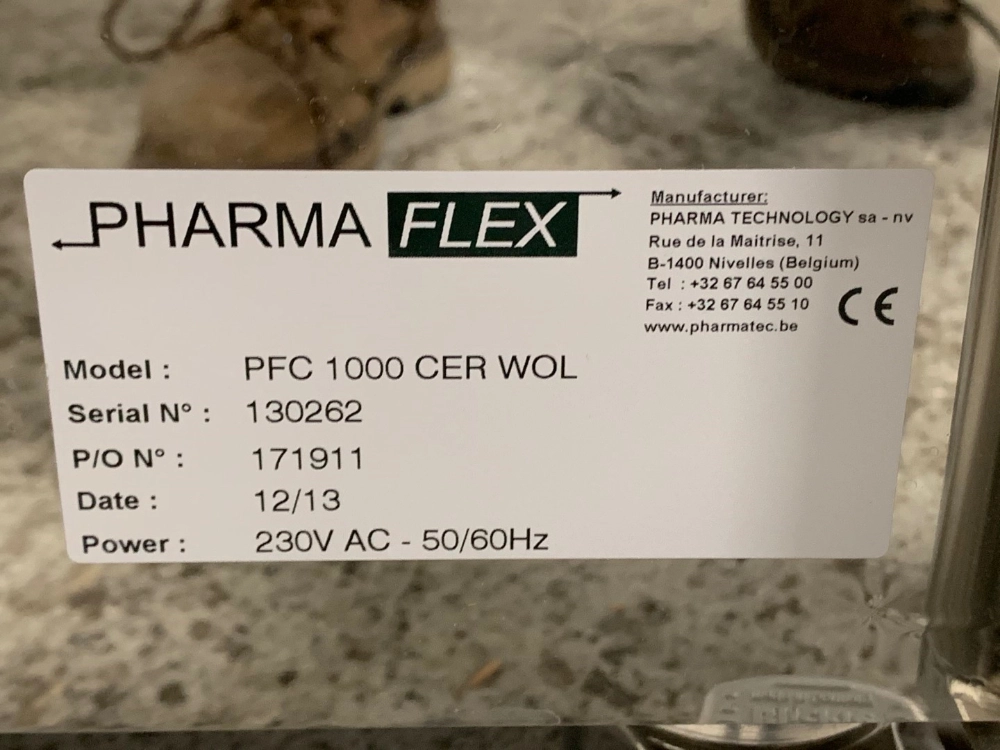 PHARMA FLEX
Manufacturer:
PHARMA TECHNOLOGY sa - nv
Rue de la Maitrise, 11
B-1400 Nivelles (Belgium)
Tel : +32 67 64 55 00
Fax : +32 67 64 55 10
www.pharmatec.be
CE
Model : PFC 1000 CER WOL
Serial N° : 130262
P/O N° : 171911
Date : 12/13
Power : 230V AC - 50/60Hz